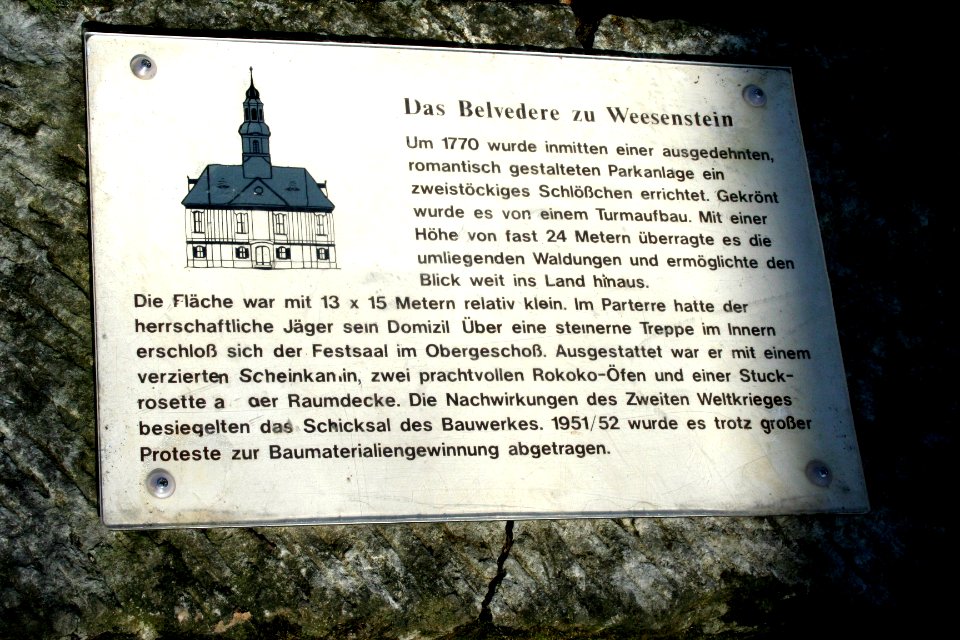 Das Belvedere zu Weesenstein
Um 1770 wurde inmitten einer ausgedehnten,
romantisch gestalteten Parkanlage ein
zweistöckiges Schlößchen errichtet. Gekrönt
wurde es von einem Turmaufbau. Mit einer
Höhe von fast 24 Metern überragte es die
umliegenden Waldungen und ermöglichte den
Blick weit ins Land hinaus.
Die Fläche war mit 13 x 15 Metern relativ klein. Im Parterre hatte der
herrschaftliche Jäger sein Domizil Über eine steinerne Treppe im Innern
erschloß sich der Festsaal im Obergeschoß. Ausgestattet war er mit einem
verzierten Scheinkamin, zwei prachtvollen Rokoko-Öfen und einer Stuck-
rosette a der Raumdecke. Die Nachwirkungen des Zweiten Weltkrieges
besiegelten das Schicksal des Bauwerkes. 1951/52 wurde es trotz großer
Proteste zur Baumaterialiengewinnung abgetragen.